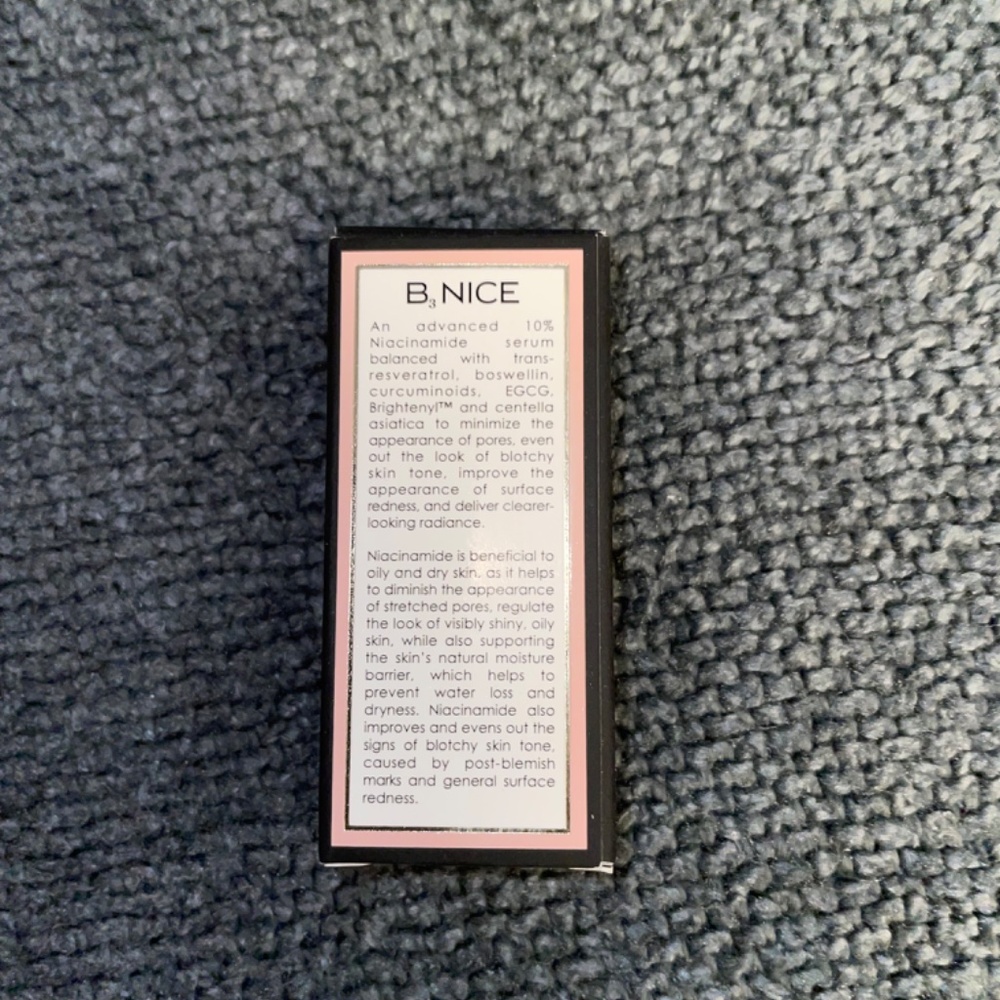 B₃ NICE
An advanced 10%
Niacinamide serum
balanced with trans-
resveratrol, boswellin,
curcuminoids, EGCG,
Brightenyl™ and centella
asiatica to minimize the
appearance of pores, even
out the look of blotchy
skin tone, improve the
appearance of surface
redness, and deliver clearer-
looking radiance.
Niacinamide is beneficial to
oily and dry skin, as it helps
to diminish the appearance
of stretched pores, regulate
the look of visibly shiny, oily
skin, while also supporting
the skin's natural moisture
barrier, which helps to
prevent water loss and
dryness. Niacinamide also
improves and evens out the
signs of blotchy skin tone,
caused by post-blemish
marks and general surface
redness.